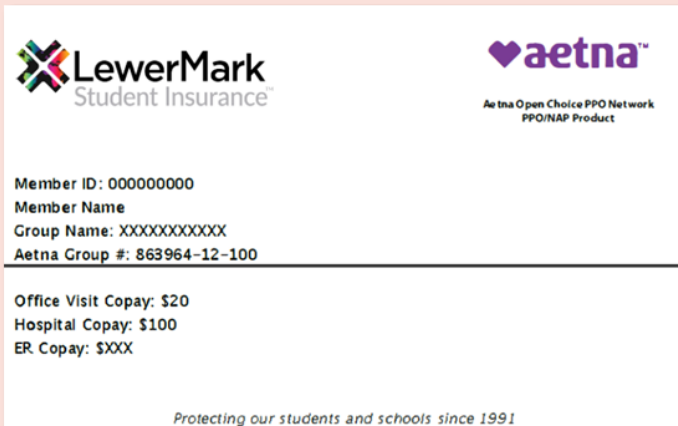 LewerMark
Student Insurance™
aetna™
Aetna Open Choice PPO Network
PPO/NAP Product
Member ID: 000000000
Member Name
Group Name: XXXXXXXXXXX
Aetna Group #: 863964-12-100
Office Visit Copay: $20
Hospital Copay: $100
ER Copay: $XXX
Protecting our students and schools since 1991